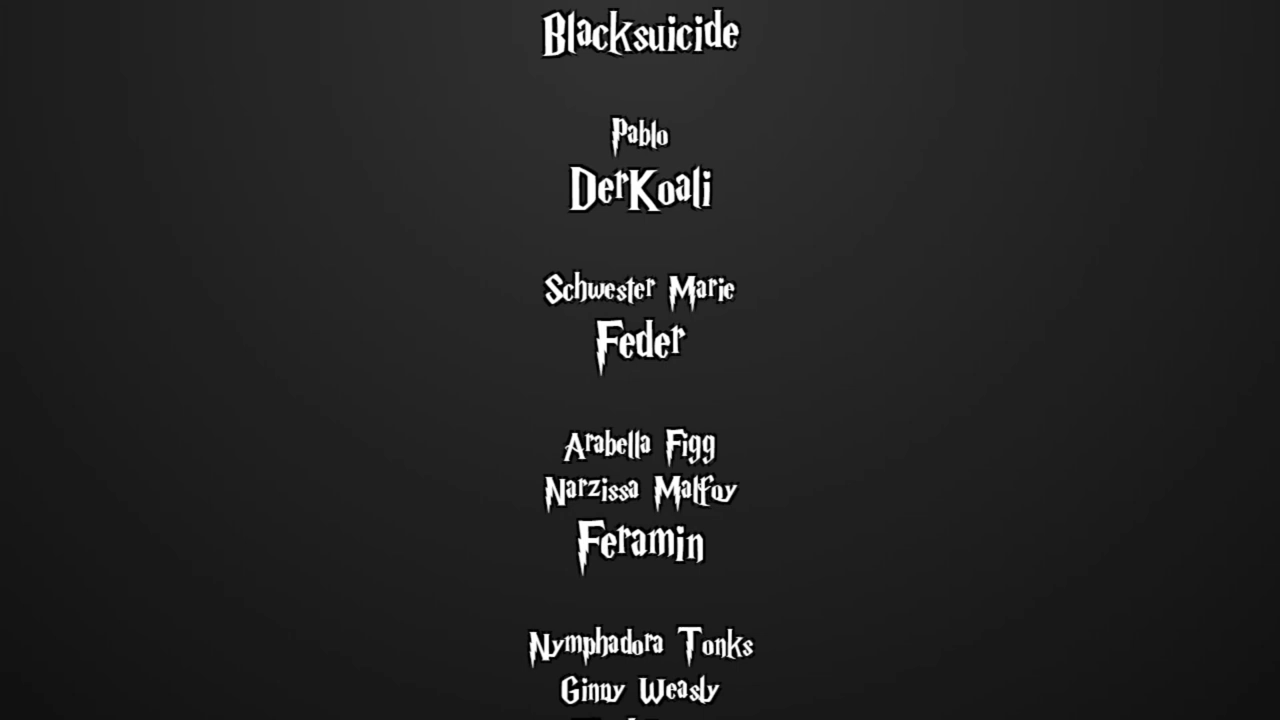 Blacksuicide
Pablo
DerKoali
Schwester Marie
Feder
Arabella Figg
Narzissa Malfoy
Feramin
Nymphadora Tonks
Ginny Weasly